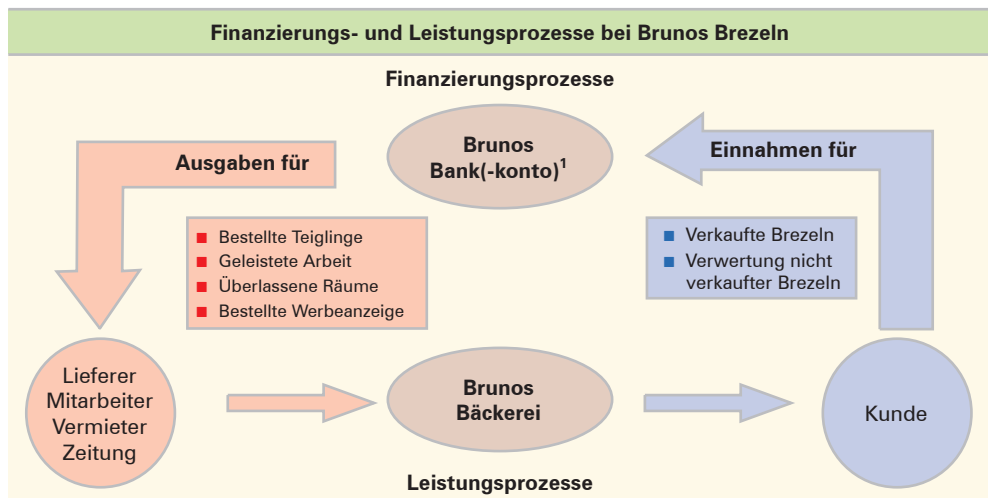 Finanzierungs- und Leistungsprozesse bei Brunos Brezeln
Finanzierungsprozesse
Ausgaben für
Brunos
Bank(-konto)¹
Einnahmen für
■ Bestellte Teiglinge
■ Geleistete Arbeit
■ Überlassene Räume
■ Bestellte Werbeanzeige
■ Verkaufte Brezeln
■ Verwertung nicht
verkaufter Brezeln
Lieferer
Mitarbeiter
Vermieter
Zeitung
Brunos
Bäckerei
Kunde
Leistungsprozesse